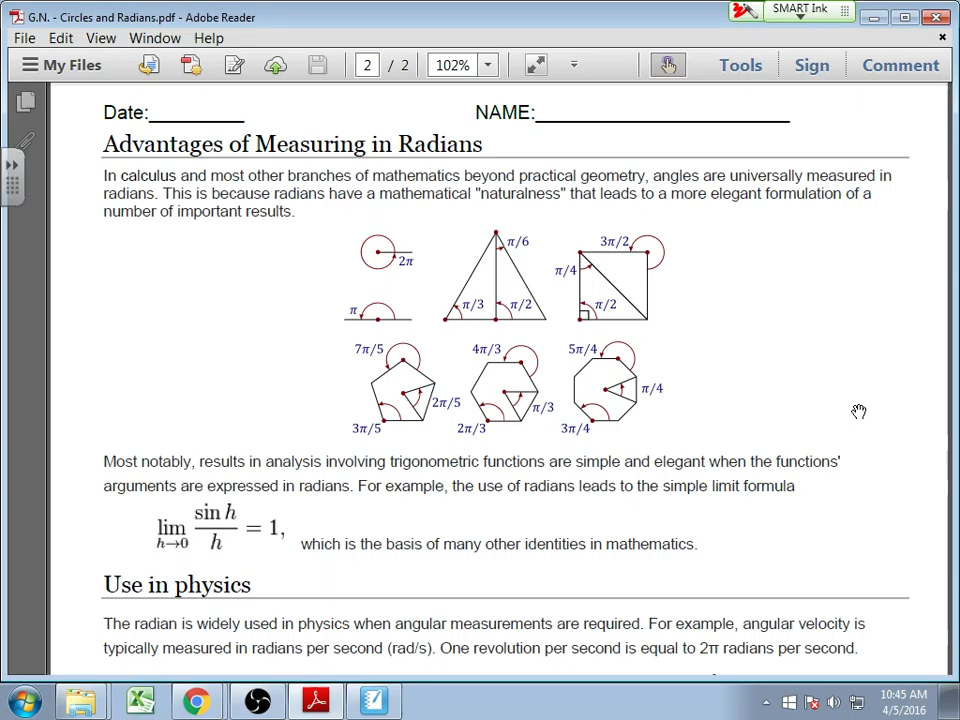 G.N. - Circles and Radians.pdf - Adobe Reader
SMART Ink
File Edit View Window Help
My Files 2 / 2 102% Tools Sign Comment
Date:________ NAME:_____________________
Advantages of Measuring in Radians
In calculus and most other branches of mathematics beyond practical geometry, angles are universally measured in
radians. This is because radians have a mathematical "naturalness" that leads to a more elegant formulation of a
number of important results.
2π π/6 3π/2
π/4
π π/3 π/2 π/2
7π/5 4π/3 5π/4
2π/5 π/3 π/4
3π/5 2π/3 3π/4
Most notably, results in analysis involving trigonometric functions are simple and elegant when the functions'
arguments are expressed in radians. For example, the use of radians leads to the simple limit formula
lim h→0 sin h / h = 1, which is the basis of many other identities in mathematics.
Use in physics
The radian is widely used in physics when angular measurements are required. For example, angular velocity is
typically measured in radians per second (rad/s). One revolution per second is equal to 2π radians per second.
10:45 AM
4/5/2016